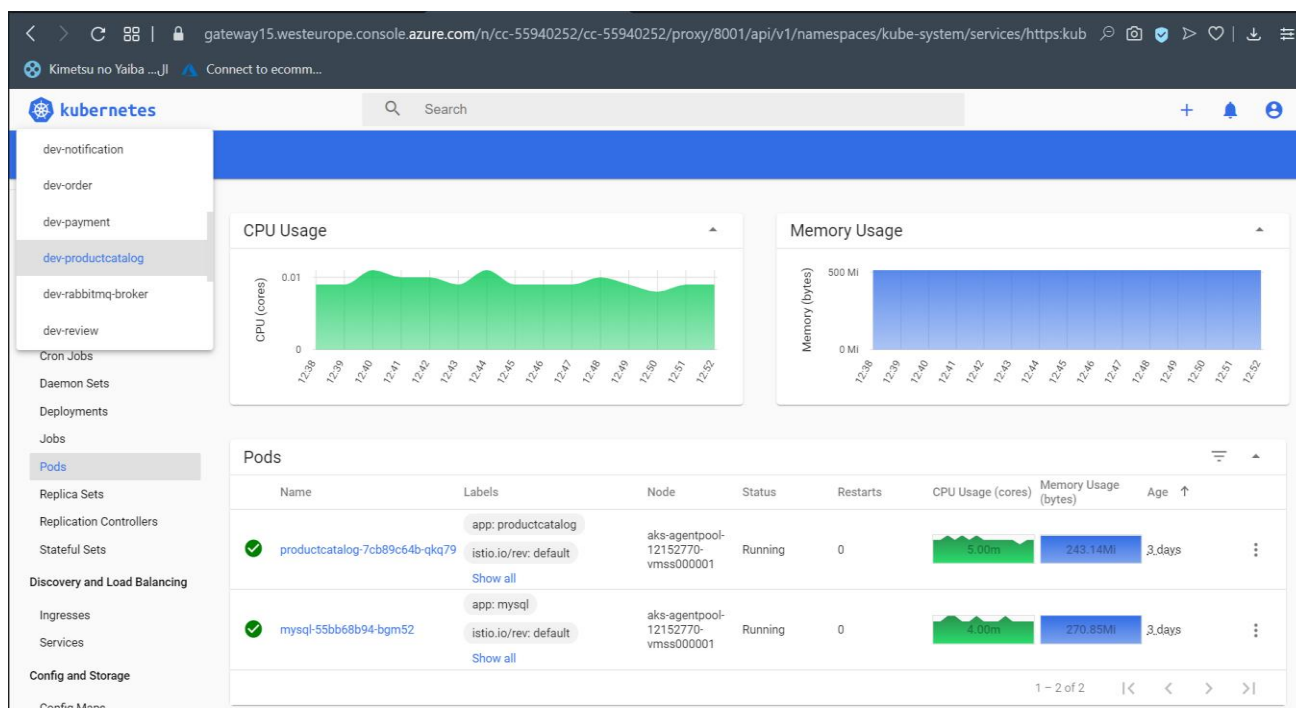 gateway15.westeurope.console.azure.com/n/cc-55940252/cc-55940252/proxy/8001/api/v1/namespaces/kube-system/services/https:kub
Kimetsu no Yaiba ...ال Connect to ecomm...
kubernetes
Search
dev-notification
dev-order
dev-payment
dev-productcatalog
dev-rabbitmq-broker
dev-review
Cron Jobs
Daemon Sets
Deployments
Jobs
Pods
Replica Sets
Replication Controllers
Stateful Sets
Discovery and Load Balancing
Ingresses
Services
Config and Storage
Config Maps
CPU Usage
CPU (cores)
0.01
0
12:38 12:39 12:40 12:41 12:42 12:43 12:44 12:45 12:46 12:47 12:48 12:49 12:50 12:51 12:52
Memory Usage
Memory (bytes)
500 Mi
0 Mi
12:38 12:39 12:40 12:41 12:42 12:43 12:44 12:45 12:46 12:47 12:48 12:49 12:50 12:51 12:52
Pods
Name Labels Node Status Restarts CPU Usage (cores) Memory Usage (bytes) Age
productcatalog-7cb89c64b-qkq79
app: productcatalog
istio.io/rev: default
Show all
aks-agentpool-
12152770-
vmss000001
Running 0 5.00m 243.14Mi 3 days
mysql-55bb68b94-bgm52
app: mysql
istio.io/rev: default
Show all
aks-agentpool-
12152770-
vmss000001
Running 0 4.00m 270.85Mi 3 days
1 – 2 of 2